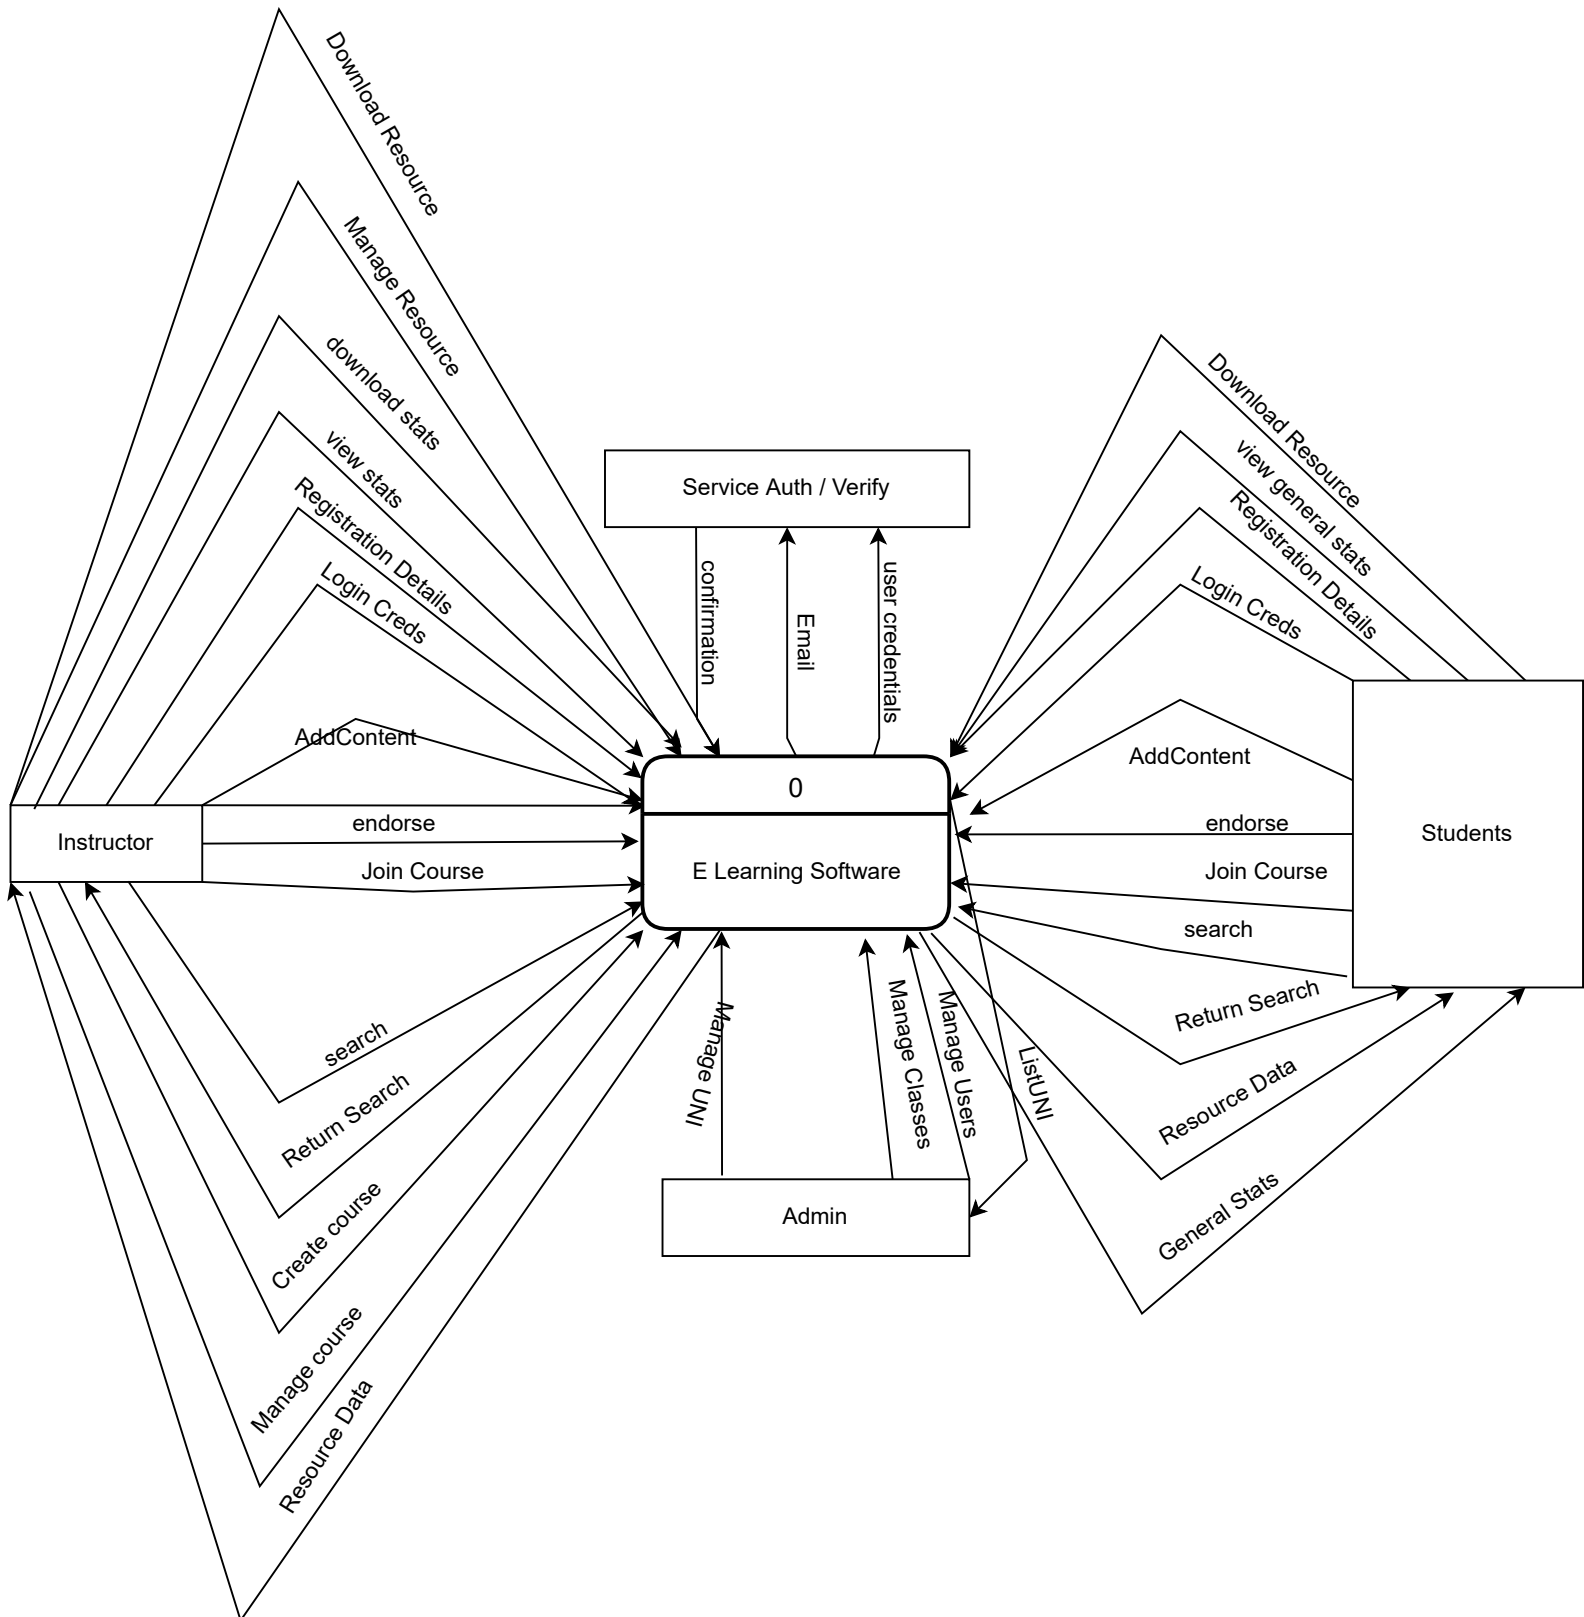 Download Resource
Manage Resource
download stats
view stats
Registration Details
Login Creds
AddContent
endorse
Join Course
Instructor
search
Return Search
Create course
Manage course
Resource Data
Service Auth / Verify
confirmation
Email
user credentials
0
E Learning Software
Manage UNI
Manage Classes
Manage Users
ListUNI
Admin
Download Resource
view general stats
Registration Details
Login Creds
AddContent
endorse
Join Course
search
Students
Return Search
Resource Data
General Stats